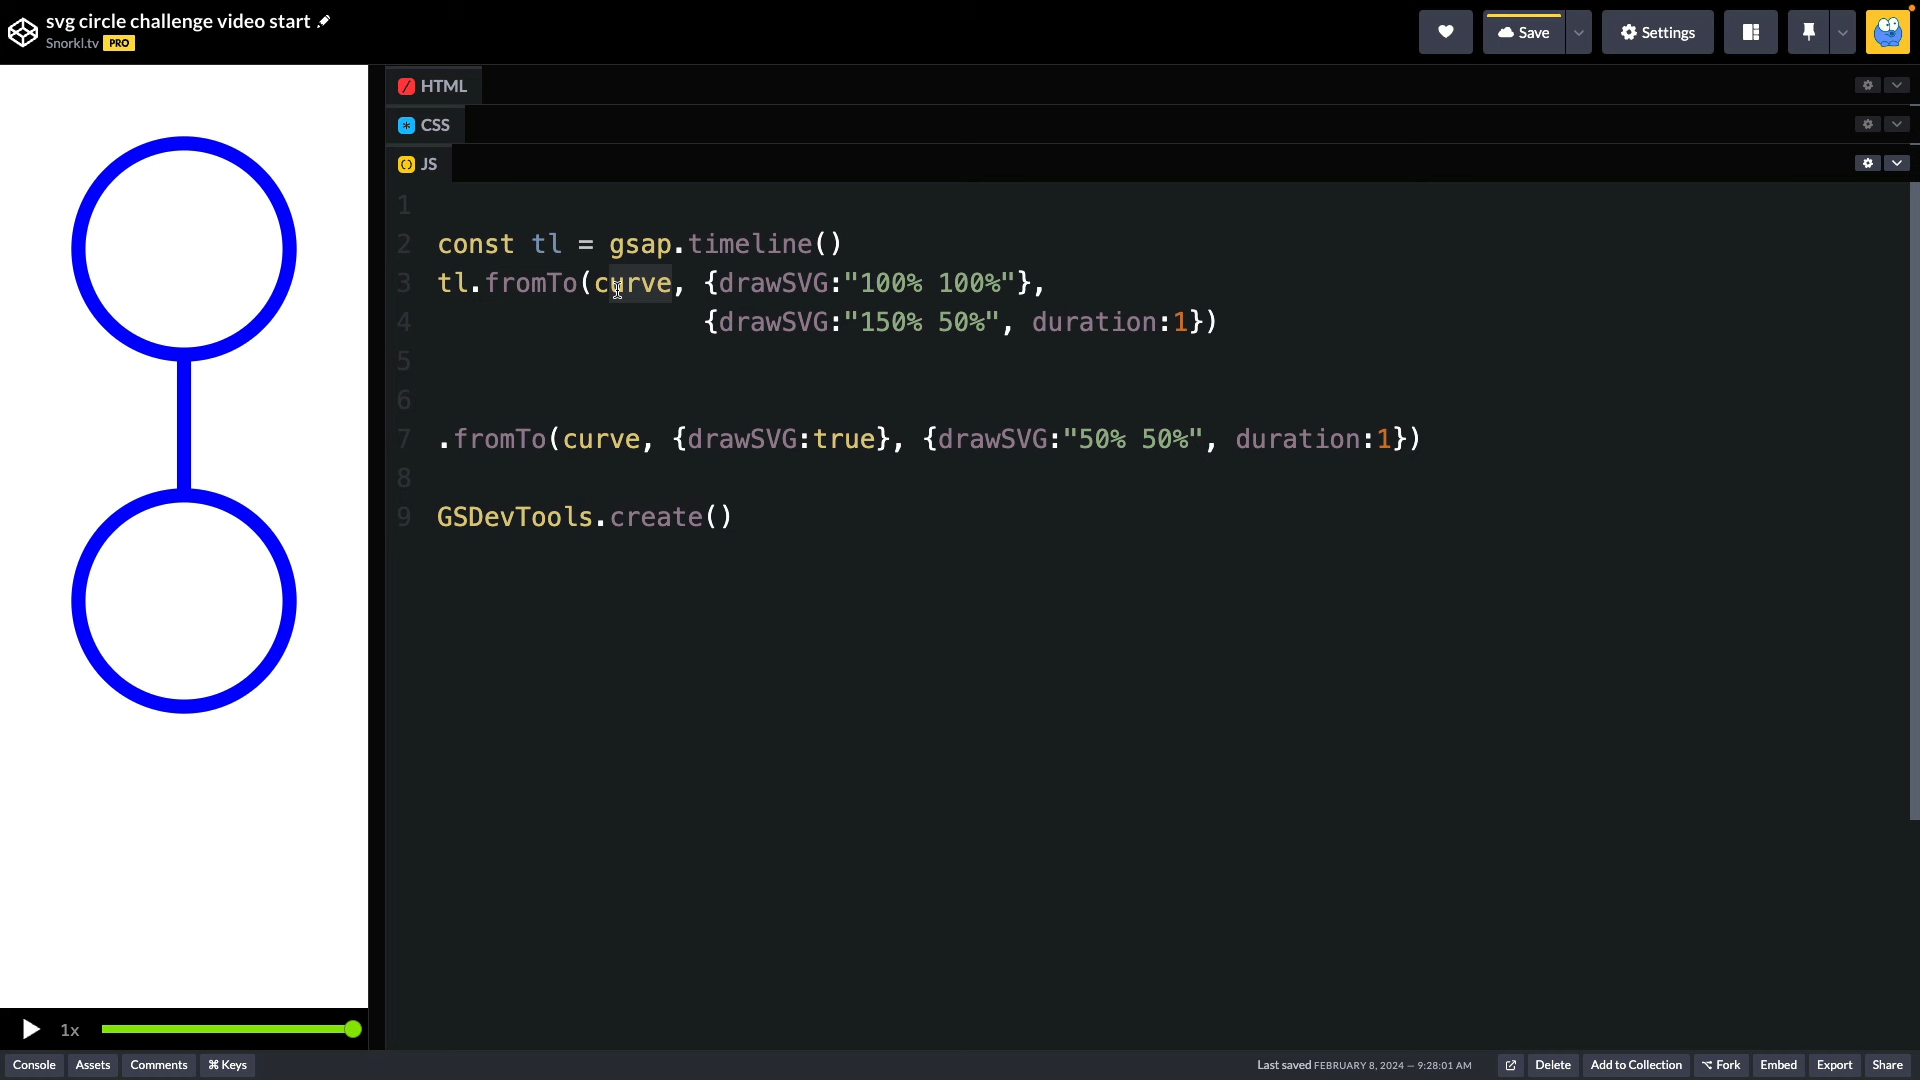 svg circle challenge video start
Snorkl.tv PRO
Save
Settings
HTML
CSS
JS
1
2 const tl = gsap.timeline()
3 tl.fromTo(curve, {drawSVG:"100% 100%"},
4 {drawSVG:"150% 50%", duration:1})
5
6
7 .fromTo(curve, {drawSVG:true}, {drawSVG:"50% 50%", duration:1})
8
9 GSDevTools.create()
1x
Console Assets Comments ⌘ Keys Last saved FEBRUARY 8, 2024 — 9:28:01 AM Delete Add to Collection ⌥ Fork Embed Export Share